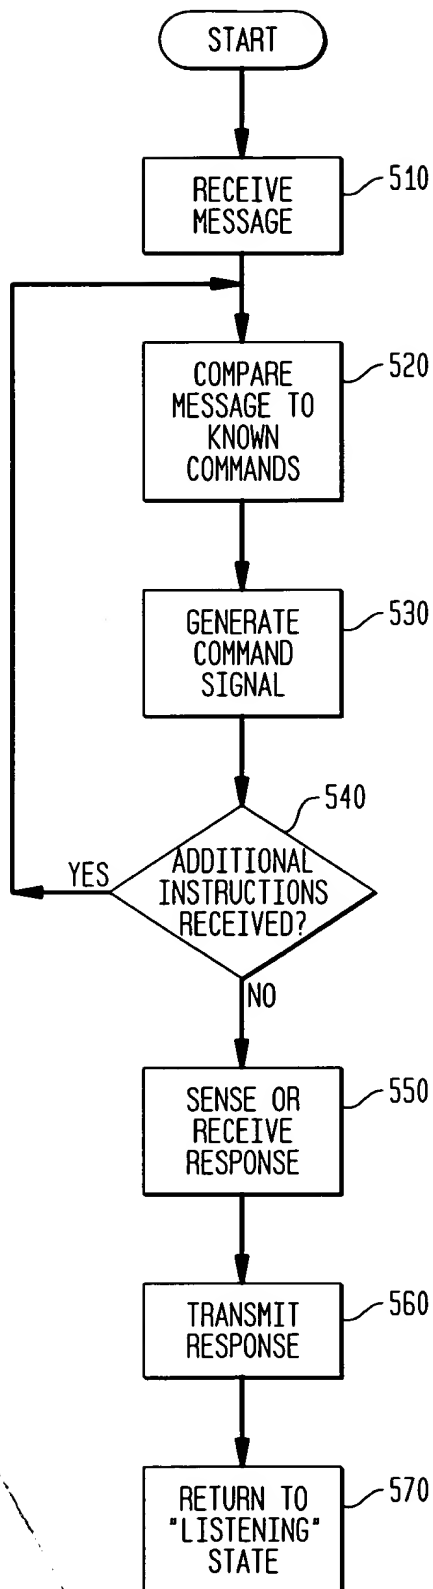 START
RECEIVE
MESSAGE
510
COMPARE
MESSAGE TO
KNOWN
COMMANDS
520
GENERATE
COMMAND
SIGNAL
530
540
ADDITIONAL
INSTRUCTIONS
RECEIVED?
YES
NO
SENSE OR
RECEIVE
RESPONSE
550
TRANSMIT
RESPONSE
560
RETURN TO
"LISTENING"
STATE
570